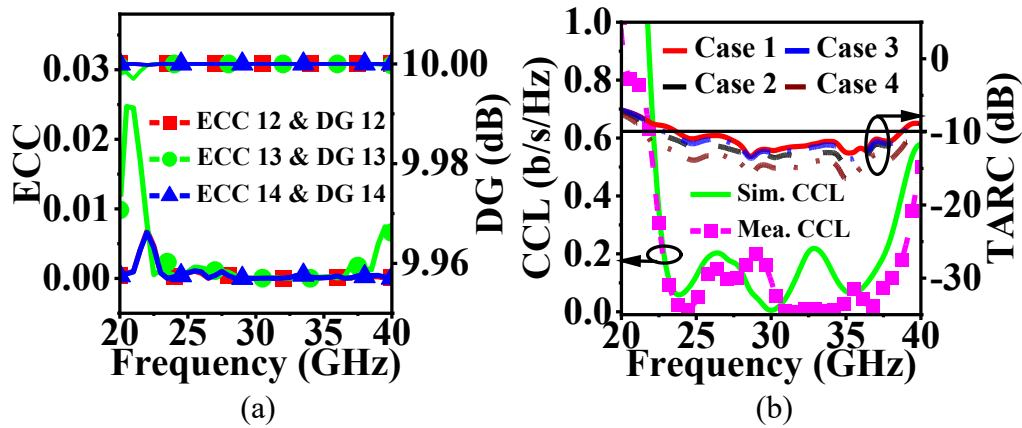 0.03
0.02
0.01
0.00
ECC
10.00
9.98
9.96
DG (dB)
ECC 12 & DG 12
ECC 13 & DG 13
ECC 14 & DG 14
20 25 30 35 40
Frequency (GHz)
(a)
1.0
0.8
0.6
0.4
0.2
0.0
CCL (b/s/Hz)
Case 1 Case 3
Case 2 Case 4
Sim. CCL
Mea. CCL
0
-10
-20
-30
TARC (dB)
20 25 30 35 40
Frequency (GHz)
(b)